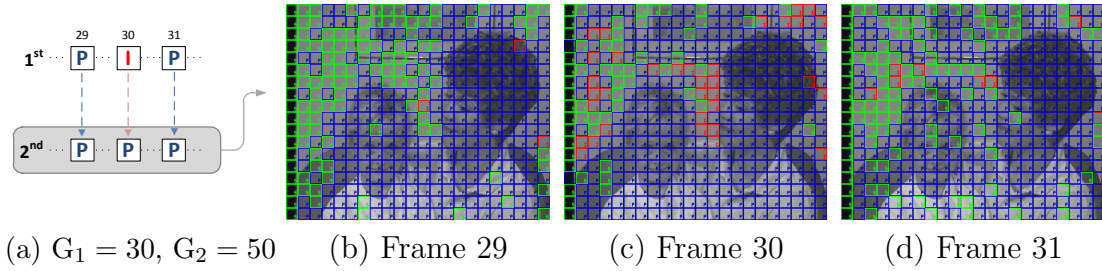 29 30 31
1st ··· P ··· I ··· P ···
2nd ··· P ··· P ··· P ···
(a) G1 = 30, G2 = 50
(b) Frame 29
(c) Frame 30
(d) Frame 31